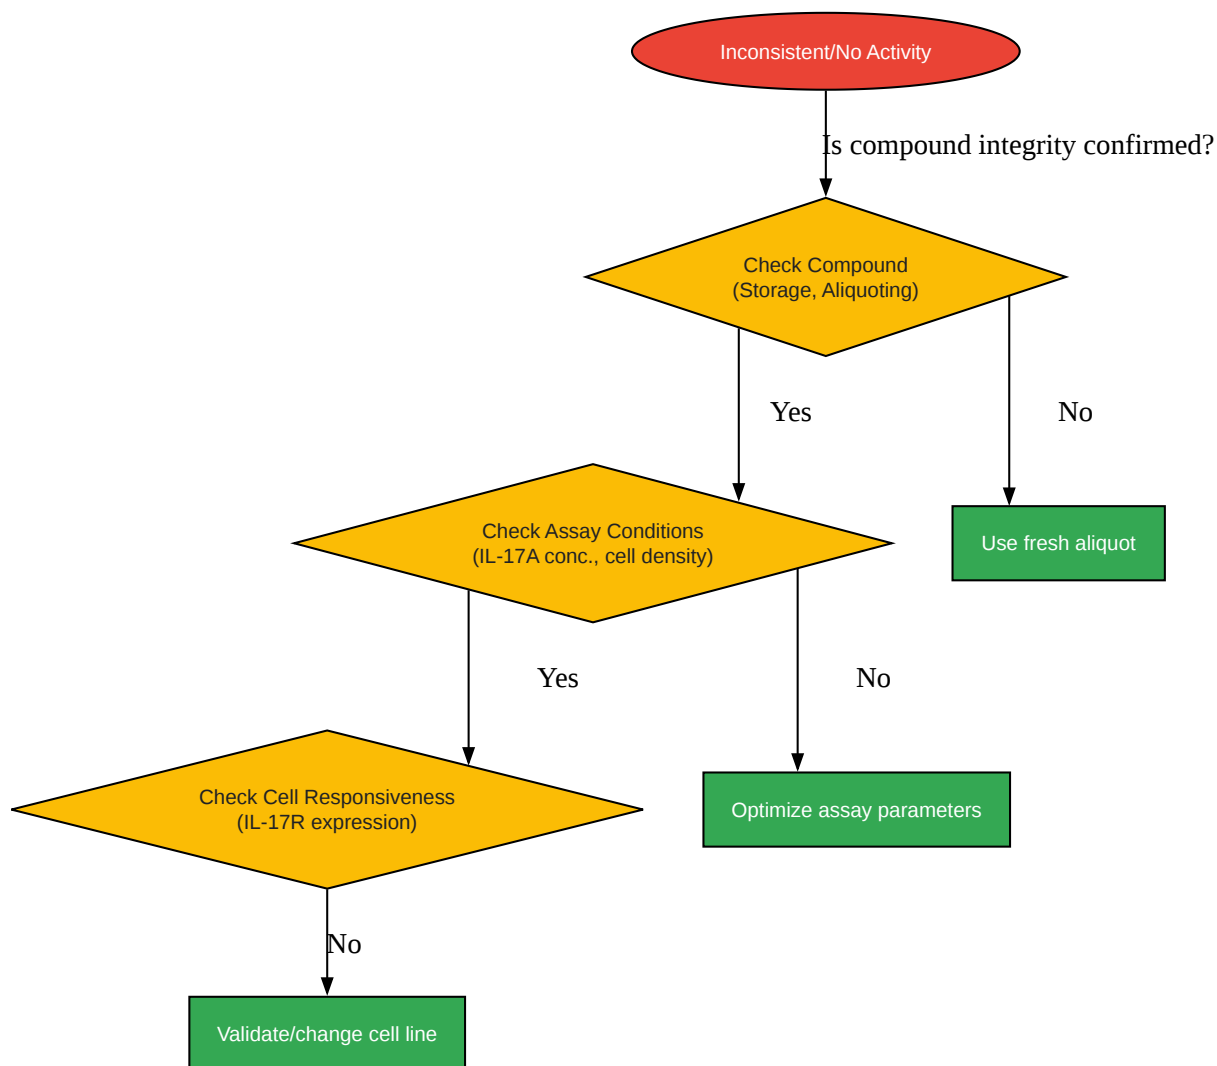 Inconsistent/No Activity
Is compound integrity confirmed?
Check Compound
(Storage, Aliquoting)
Yes
No
Check Assay Conditions
(IL-17A conc., cell density)
Use fresh aliquot
Yes
No
Check Cell Responsiveness
(IL-17R expression)
Optimize assay parameters
No
Validate/change cell line